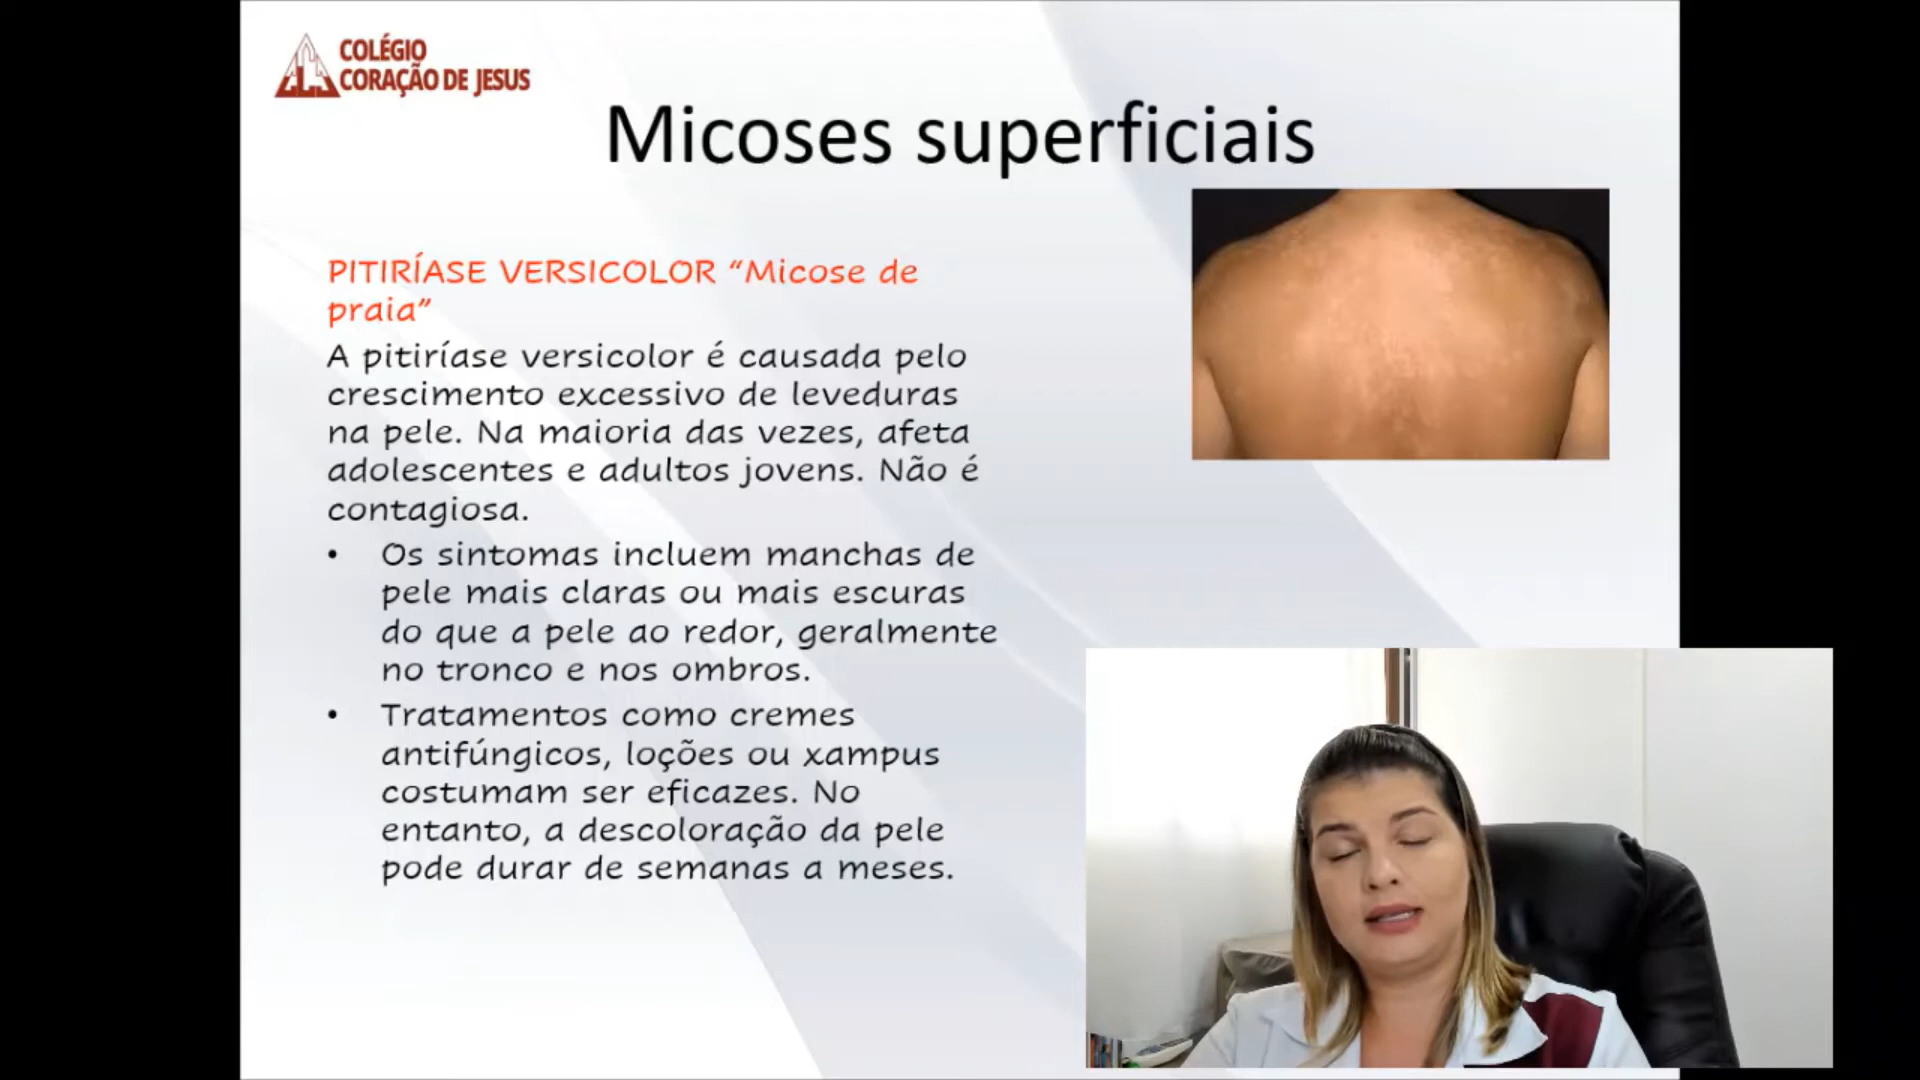 COLÉGIO
CORAÇÃO DE JESUS
Micoses superficiais
PITIRÍASE VERSICOLOR “Micose de
praia”
A pitiríase versicolor é causada pelo
crescimento excessivo de leveduras
na pele. Na maioria das vezes, afeta
adolescentes e adultos jovens. Não é
contagiosa.
• Os sintomas incluem manchas de
pele mais claras ou mais escuras
do que a pele ao redor, geralmente
no tronco e nos ombros.
• Tratamentos como cremes
antifúngicos, loções ou xampus
costumam ser eficazes. No
entanto, a descoloração da pele
pode durar de semanas a meses.